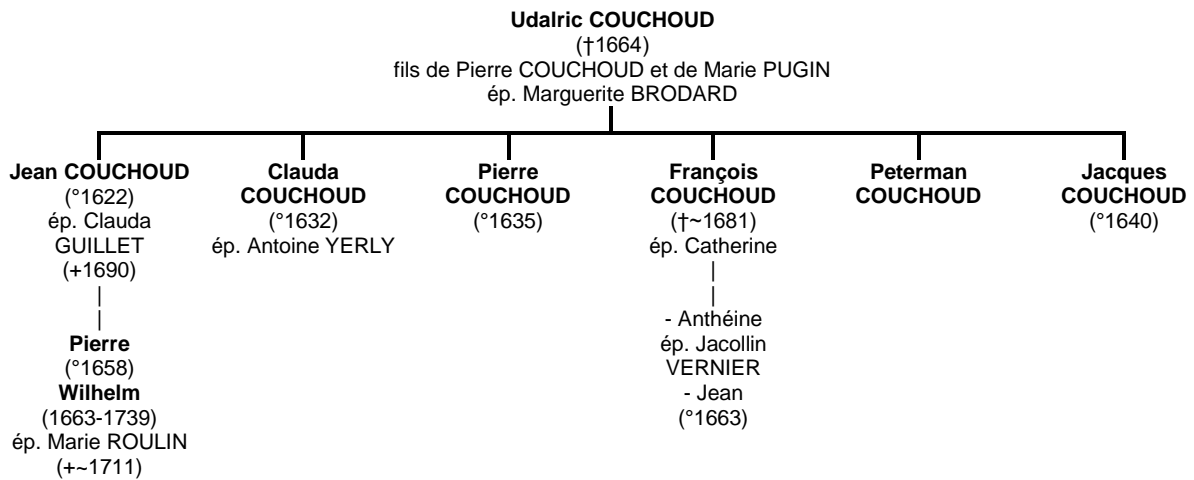 Udalric COUCHOUD
(†1664)
fils de Pierre COUCHOUD et de Marie PUGIN
ép. Marguerite BRODARD
Jean COUCHOUD
(°1622)
ép. Clauda
GUILLET
(+1690)
|
|
Pierre
(°1658)
Wilhelm
(1663-1739)
ép. Marie ROULIN
(+~1711)
Clauda
COUCHOUD
(°1632)
ép. Antoine YERLY
Pierre
COUCHOUD
(°1635)
François
COUCHOUD
(†~1681)
ép. Catherine
|
|
- Anthéine
ép. Jacollin
VERNIER
- Jean
(°1663)
Peterman
COUCHOUD
Jacques
COUCHOUD
(°1640)